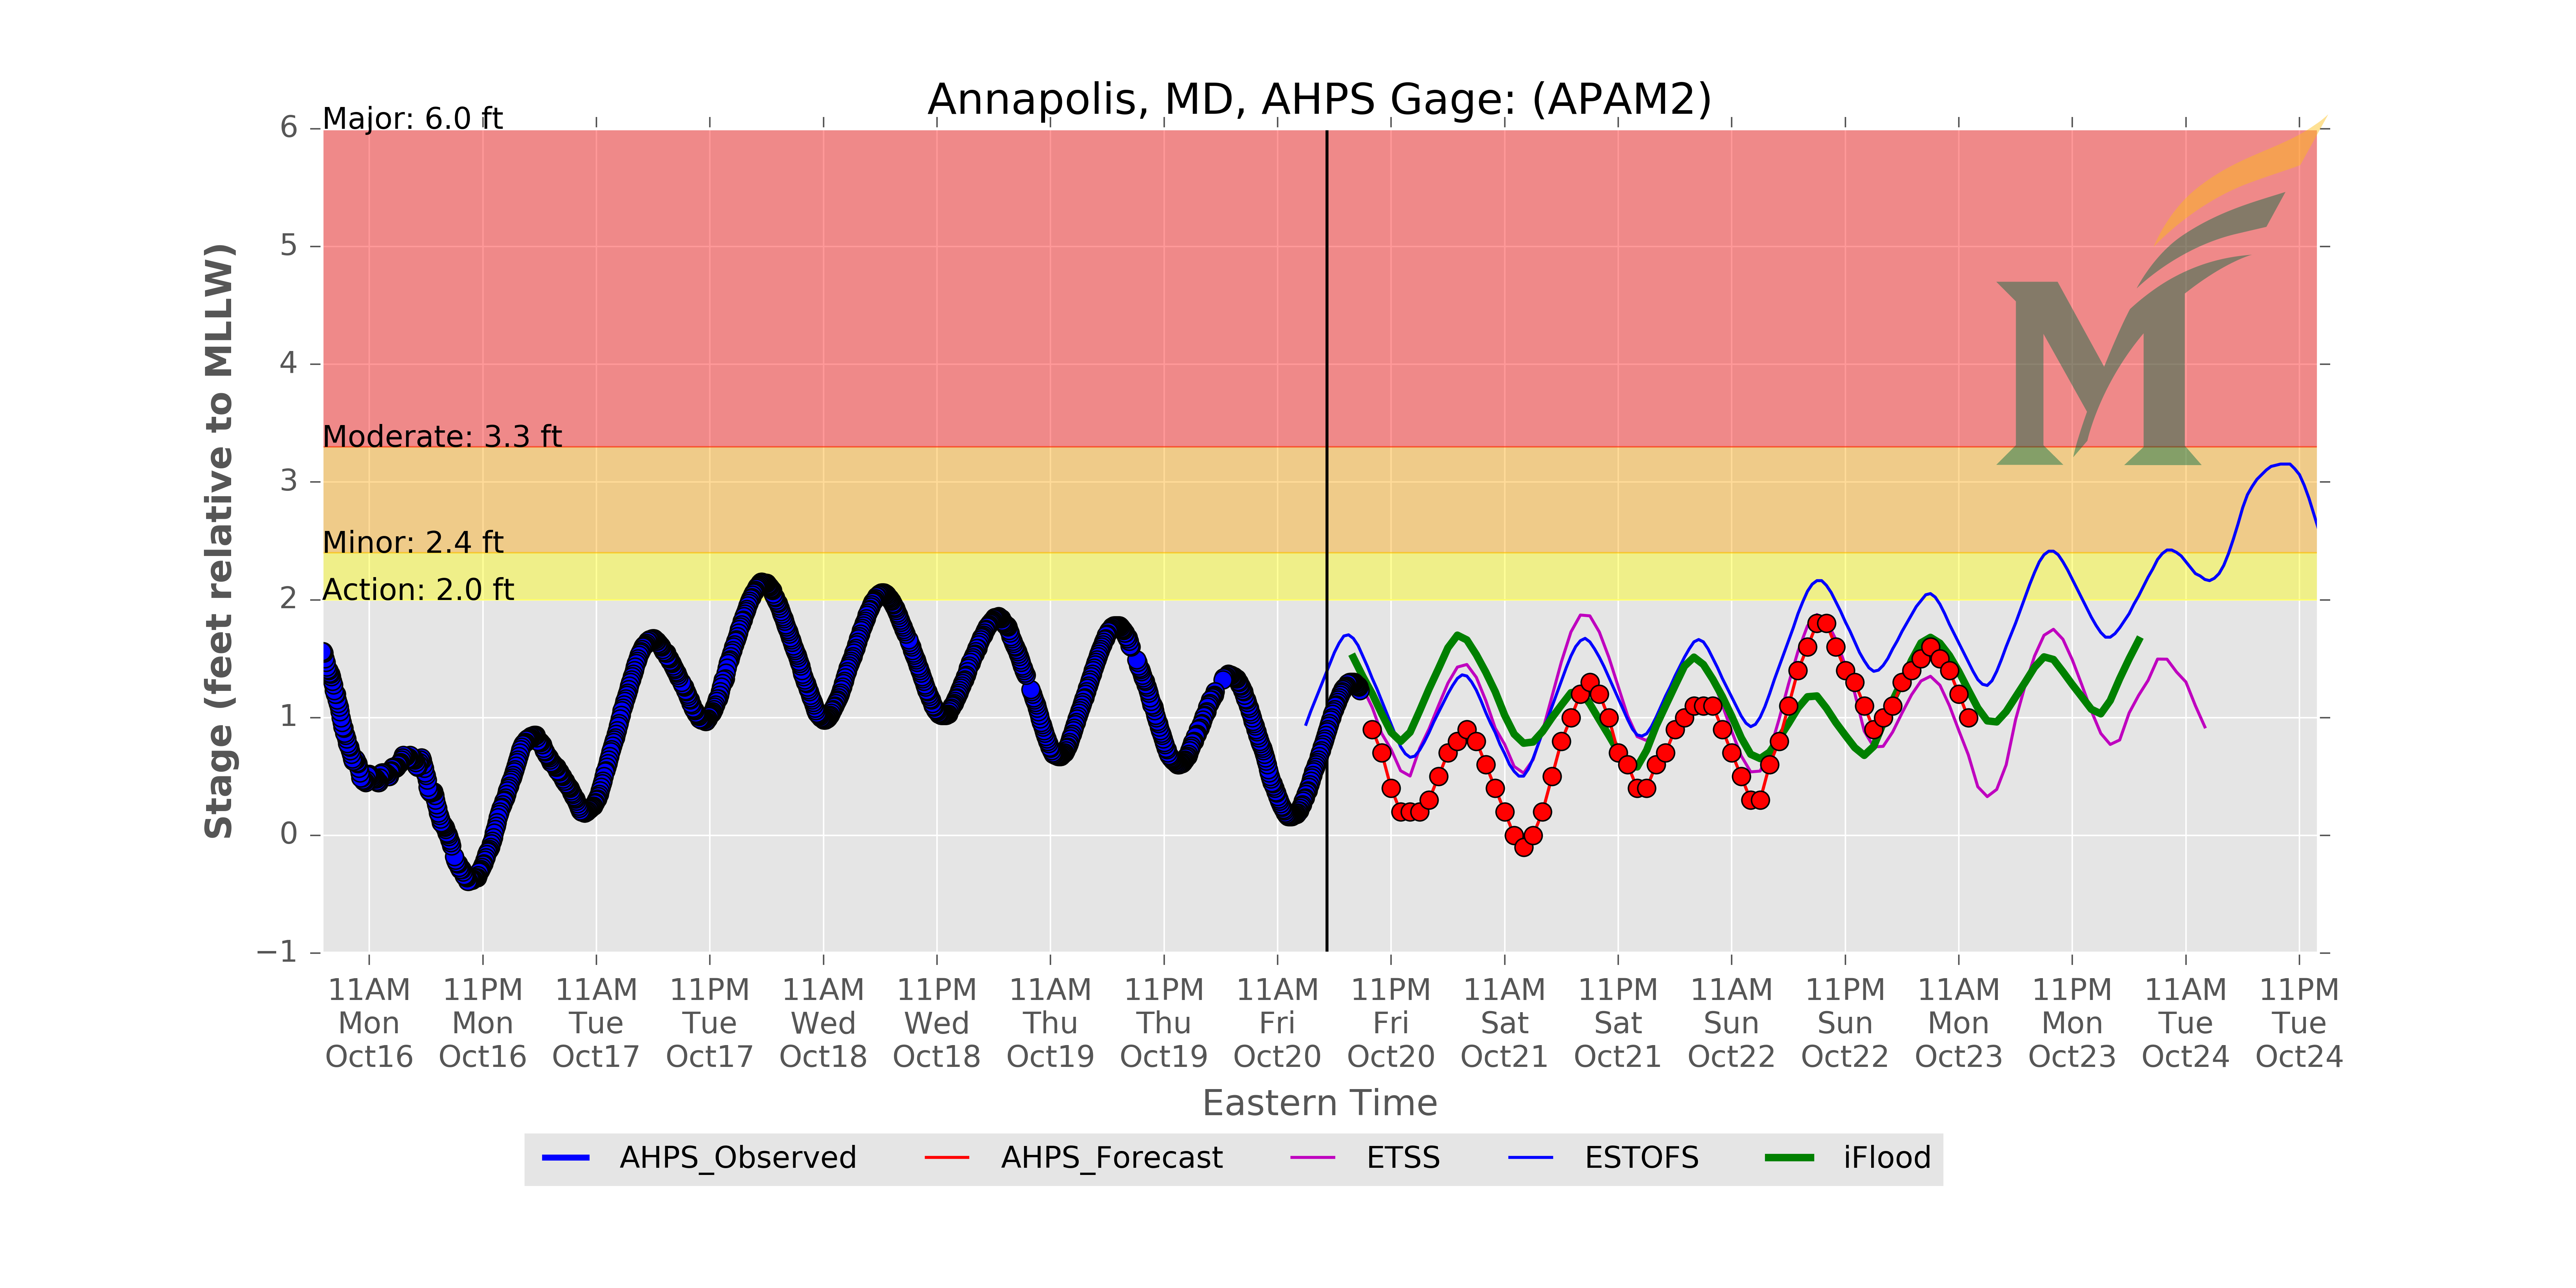 Annapolis, MD, AHPS Gage: (APAM2)
Major: 6.0 ft
Moderate: 3.3 ft
Minor: 2.4 ft
Action: 2.0 ft
6
5
4
3
2
1
0
−1
Stage (feet relative to MLLW)
11AM 11PM 11AM 11PM 11AM 11PM 11AM 11PM 11AM 11PM 11AM 11PM 11AM 11PM 11AM 11PM 11AM 11PM
Mon Mon Tue Tue Wed Wed Thu Thu Fri Fri Sat Sat Sun Sun Mon Mon Tue Tue
Oct16 Oct16 Oct17 Oct17 Oct18 Oct18 Oct19 Oct19 Oct20 Oct20 Oct21 Oct21 Oct22 Oct22 Oct23 Oct23 Oct24 Oct24
Eastern Time
AHPS_Observed AHPS_Forecast ETSS ESTOFS iFlood